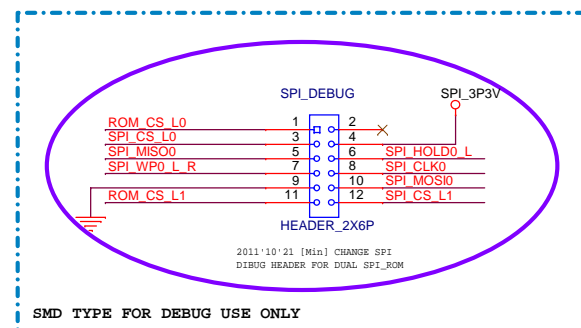 SPI_DEBUG SPI_3P3V
ROM_CS_L0 1 2
SPI_CS_L0 3 4
SPI_MISO0 5 6 SPI_HOLD0_L
SPI_WP0_L_R 7 8 SPI_CLK0
9 10 SPI_MOSI0
ROM_CS_L1 11 12 SPI_CS_L1
HEADER_2X6P
2011'10'21 [Min] CHANGE SPI
DIBUG HEADER FOR DUAL SPI_ROM
SMD TYPE FOR DEBUG USE ONLY